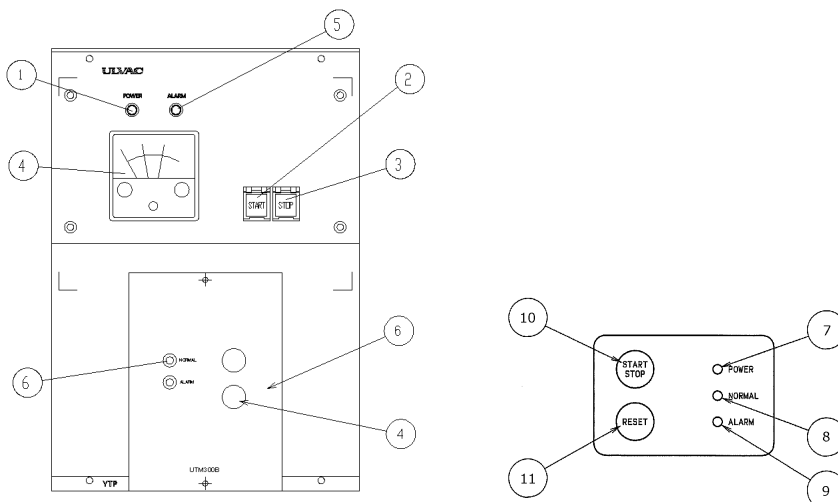 5
ULVAC
1
POWER ALARM
2
4
3
START STOP
10
7
START
STOP
POWER
6
6
NORMAL
NORMAL
ALARM
8
RESET
ALARM
4
UTM300B
YTP
11
9